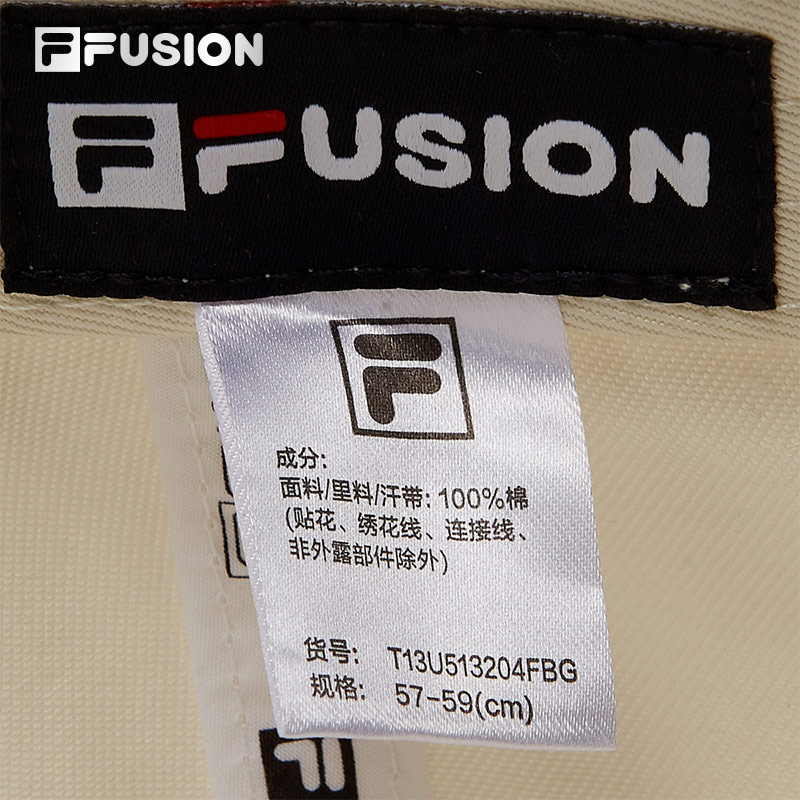 FFUSION
FFUSION
F
成分:
面料/里料/汗带: 100%棉
(贴花、绣花线、连接线、
非外露部件除外)
货号: T13U513204FBG
规格: 57-59(cm)